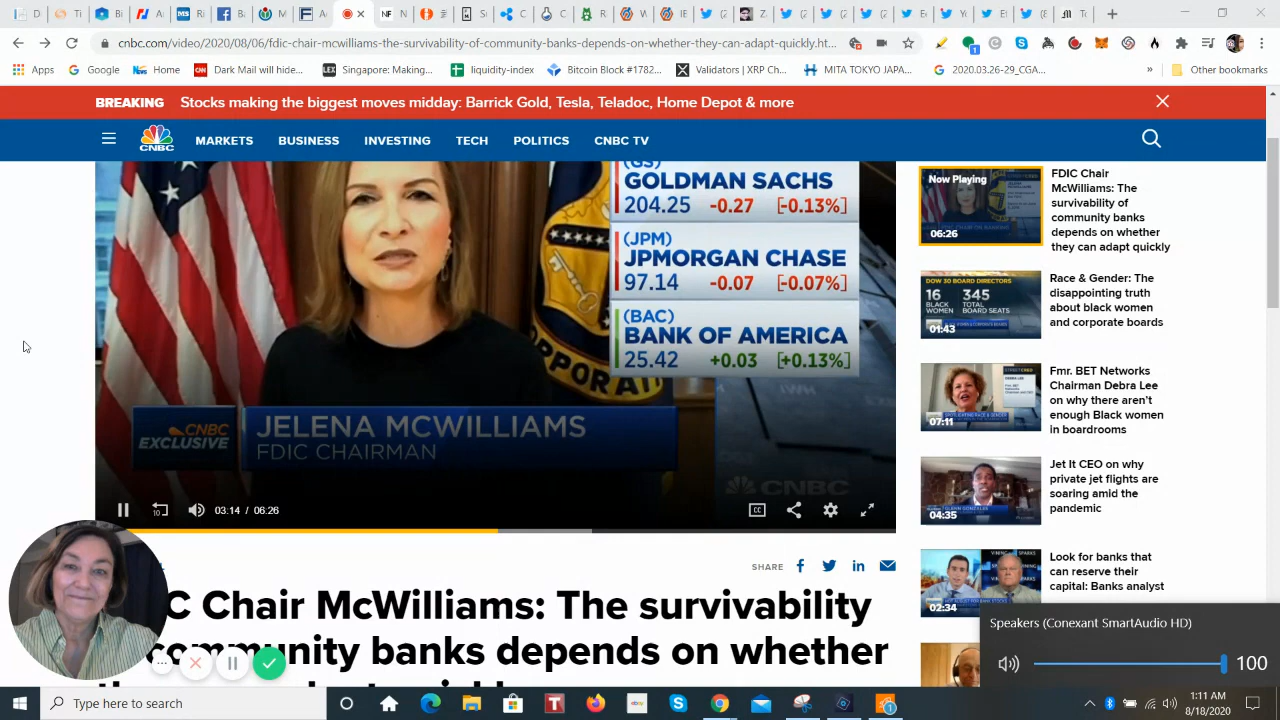 cnbc.com/video/2020/08/06/fdic-chair-mcwilliams-the-survivability-of-community-banks-depends-on-whether-they-can-adapt-quickly.h...
Apps
Google
Home
Dark Mail will hide...
Singapore: Making...
liquidity-index
Bitcoin Block #1782...
Validators | XRP Ch...
MITA TOKYO JAPA...
2020.03.26-29_CGA...
Other bookmarks
BREAKING Stocks making the biggest moves midday: Barrick Gold, Tesla, Teladoc, Home Depot & more
CNBC
MARKETS
BUSINESS
INVESTING
TECH
POLITICS
CNBC TV
(GS)
GOLDMAN SACHS
204.25 -0.27 [-0.13%]
(JPM)
JPMORGAN CHASE
97.14 -0.07 [-0.07%]
(BAC)
BANK OF AMERICA
25.42 +0.03 [+0.13%]
CNBC
EXCLUSIVE
JELENA MCWILLIAMS
FDIC CHAIRMAN
CNBC
10
03:14 / 06:26
CC
SHARE
C Chair McWilliams: The survivability
community banks depends on whether
Now Playing
06:26
FDIC Chair
McWilliams: The
survivability of
community banks
depends on whether
they can adapt quickly
DOW 30 BOARD DIRECTORS
16 345
BLACK TOTAL
WOMEN BOARD SEATS
01:43
Race & Gender: The
disappointing truth
about black women
and corporate boards
07:11
Fmr. BET Networks
Chairman Debra Lee
on why there aren't
enough Black women
in boardrooms
04:35
Jet It CEO on why
private jet flights are
soaring amid the
pandemic
02:34
Look for banks that
can reserve their
capital: Banks analyst
Speakers (Conexant SmartAudio HD)
100
Type here to search
1:11 AM
8/18/2020